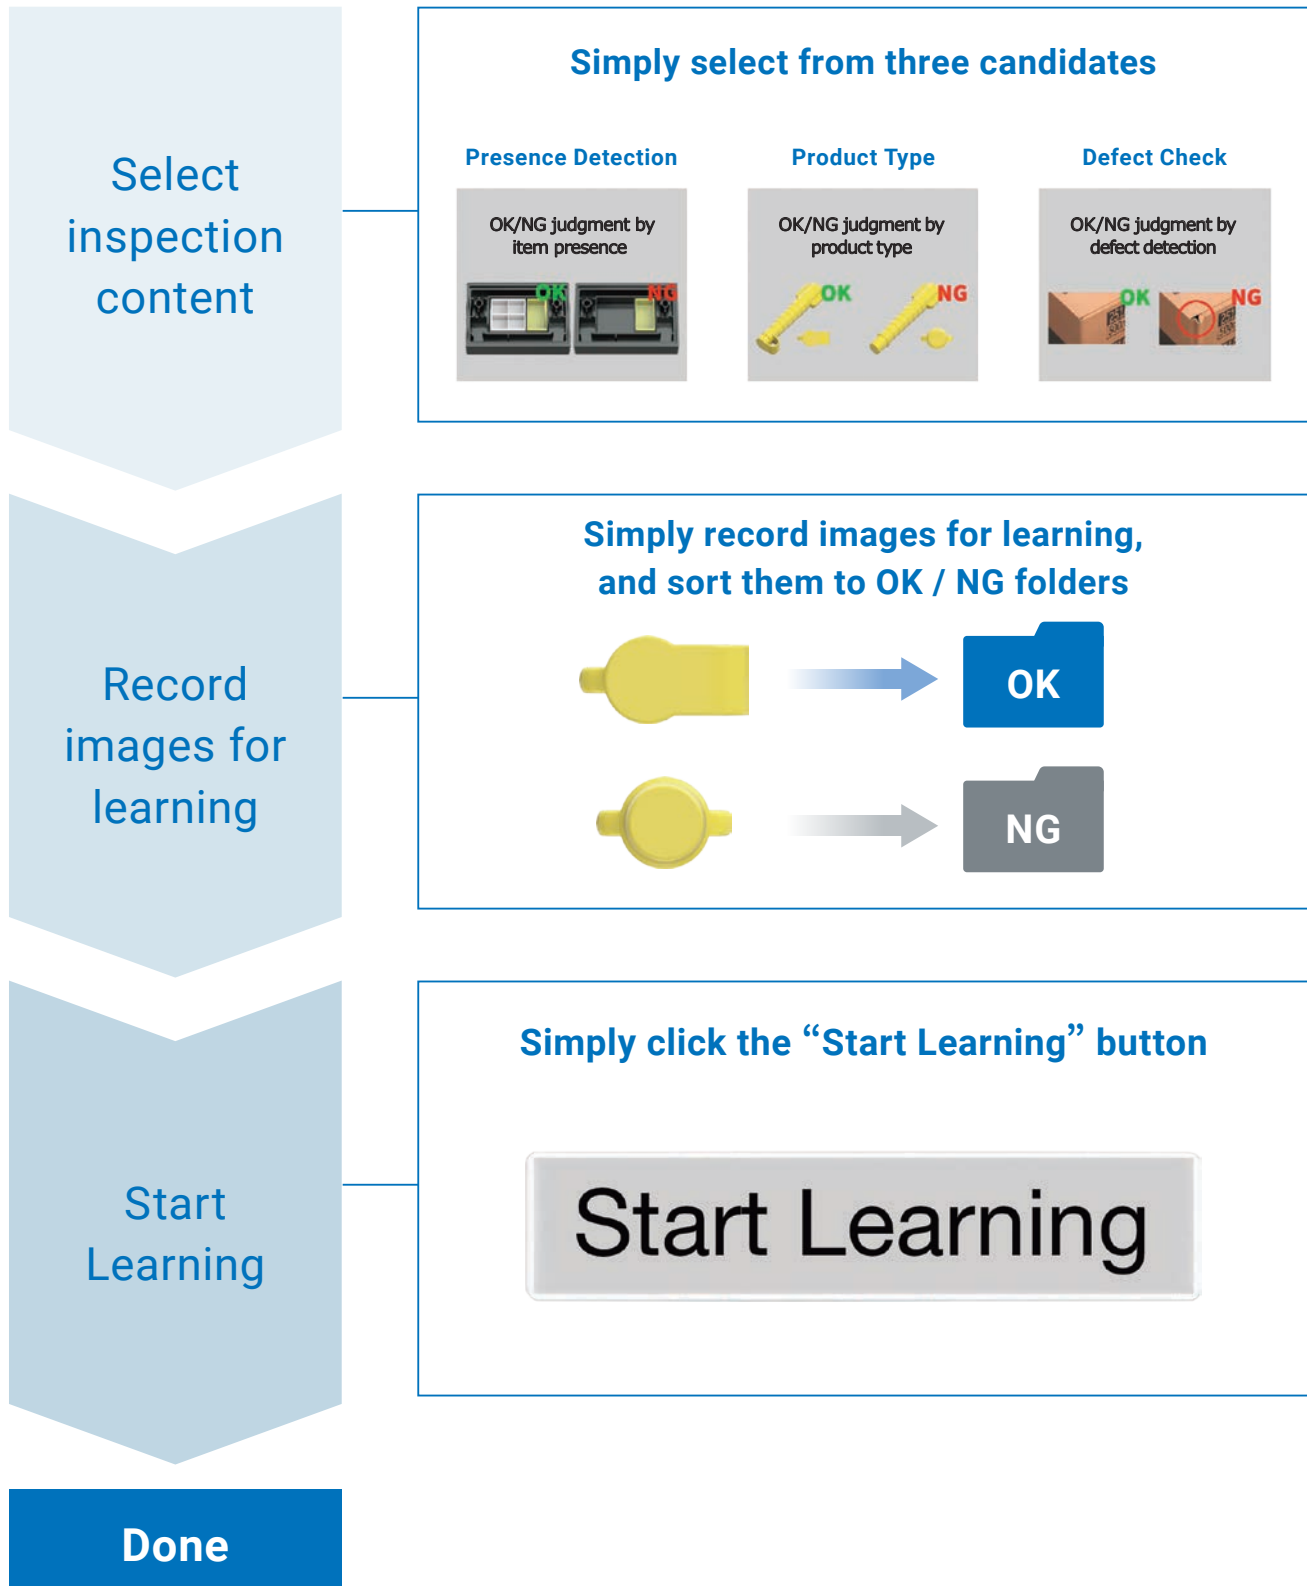 Select
inspection
content
Simply select from three candidates
Presence Detection
OK/NG judgment by
item presence
OK
NG
Product Type
OK/NG judgment by
product type
OK
NG
Defect Check
OK/NG judgment by
defect detection
OK
NG
Record
images for
learning
Simply record images for learning,
and sort them to OK / NG folders
OK
NG
Start
Learning
Simply click the “Start Learning” button
Start Learning
Done